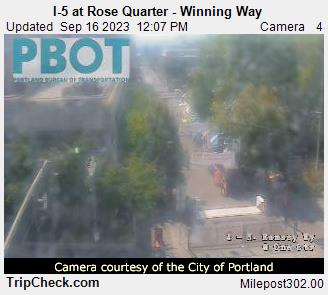 I-5 at Rose Quarter - Winning Way
Updated Sep 16 2023 12:07 PM Camera 4
PBOT
PORTLAND BUREAU OF TRANSPORTATION
Camera courtesy of the City of Portland
TripCheck.com Milepost302.00